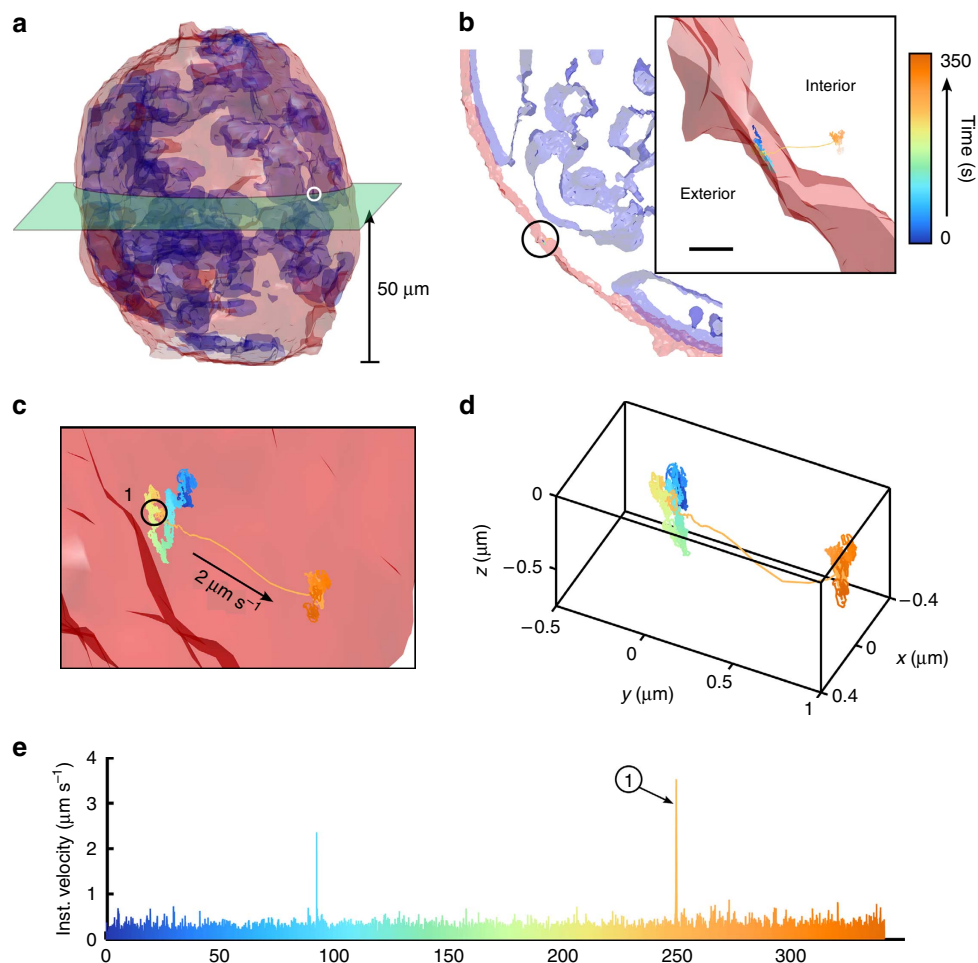 a
50 μm
b
Interior
Exterior
350
Time (s)
0
c
1
2 μm s⁻¹
d
0
−0.5
z (μm)
−0.5
0
0.5
1
y (μm)
−0.4
0
0.4
x (μm)
e
Inst. velocity (μm s⁻¹)
4
3
2
1
0
1
0 50 100 150 200 250 300